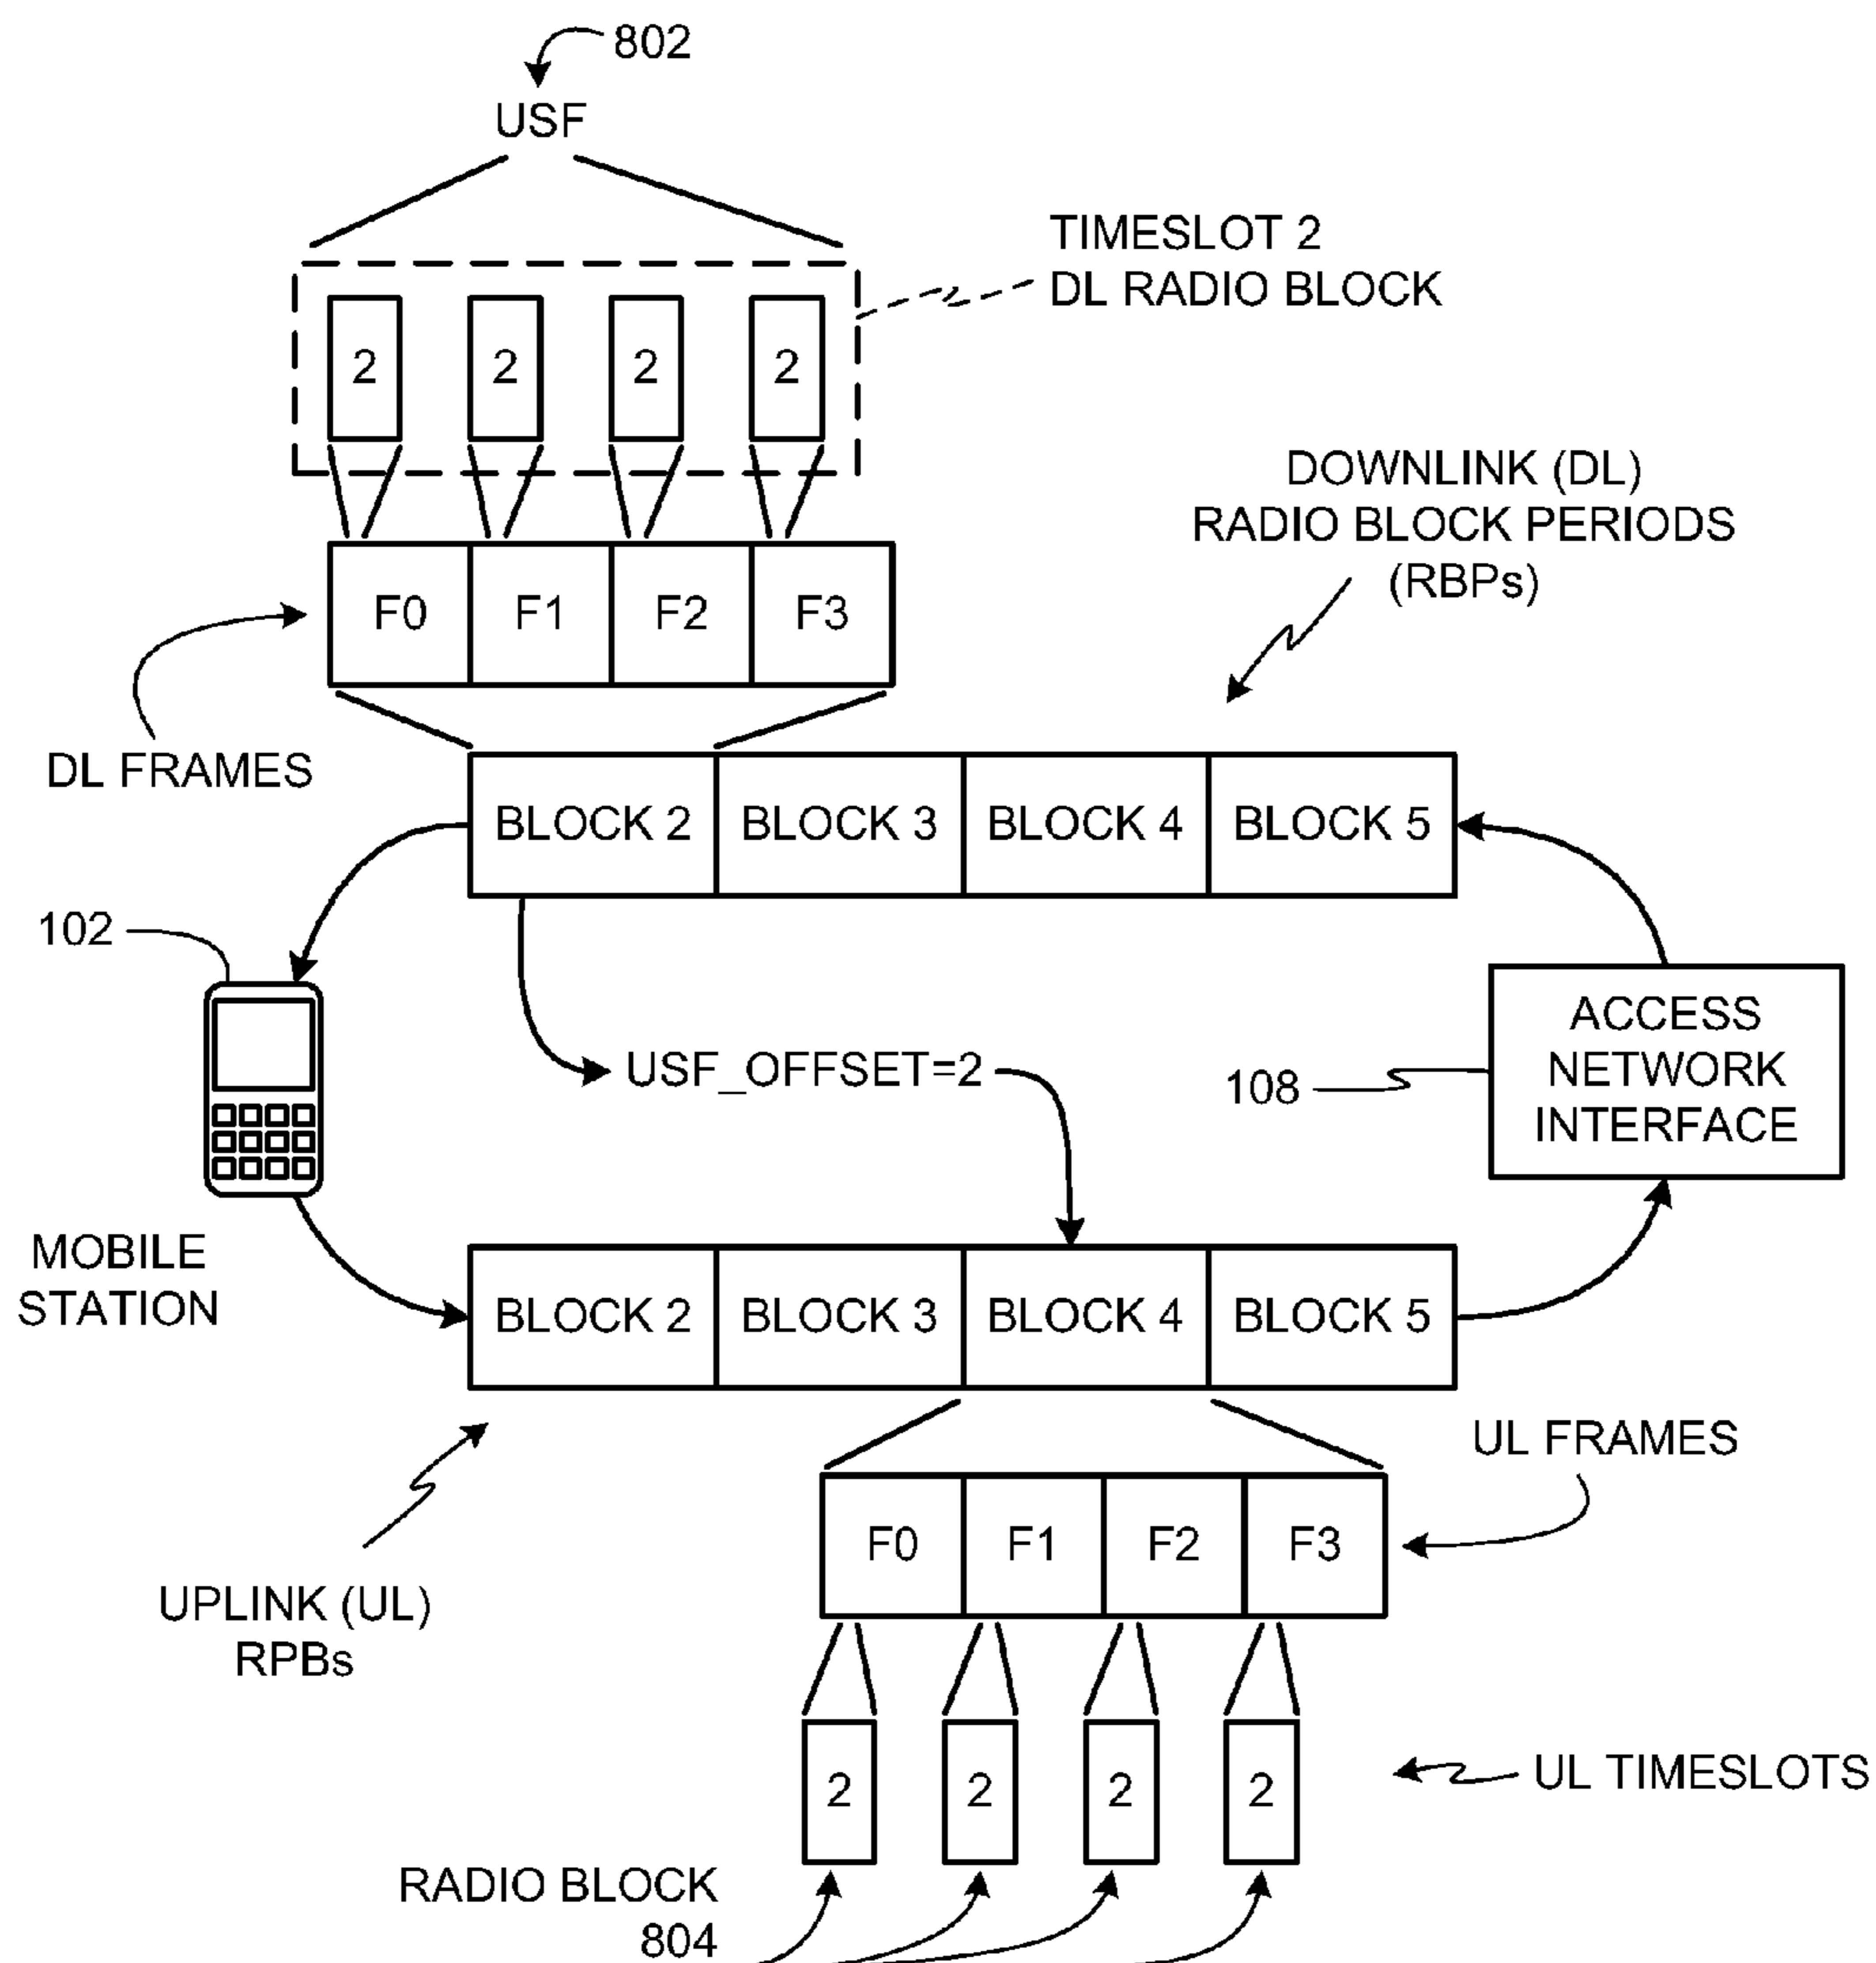 802
USF
TIMESLOT 2
DL RADIO BLOCK
2 2 2 2
DOWNLINK (DL)
RADIO BLOCK PERIODS
(RBPs)
F0 F1 F2 F3
DL FRAMES
BLOCK 2 BLOCK 3 BLOCK 4 BLOCK 5
102
ACCESS
NETWORK
INTERFACE
USF_OFFSET=2
108
MOBILE
STATION
BLOCK 2 BLOCK 3 BLOCK 4 BLOCK 5
UL FRAMES
F0 F1 F2 F3
UPLINK (UL)
RPBs
2 2 2 2
UL TIMESLOTS
RADIO BLOCK
804